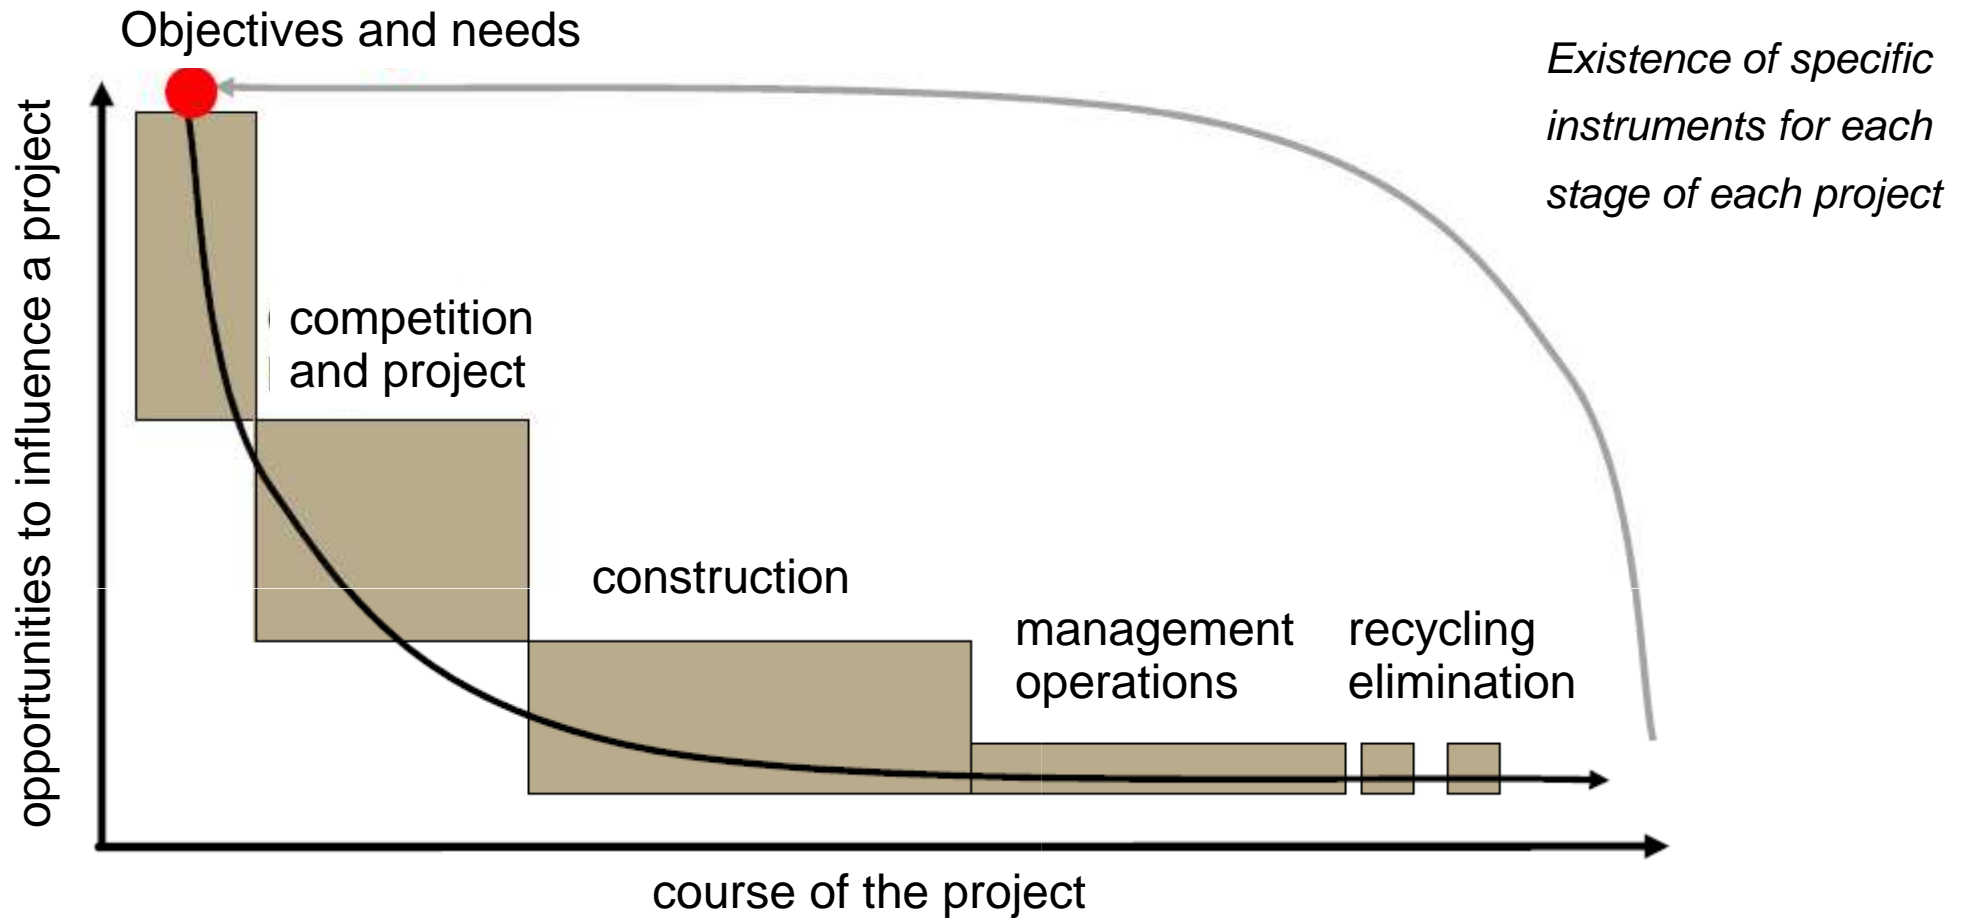 Objectives and needs
Existence of specific
instruments for each
stage of each project
opportunities to influence a project
competition
and project
construction
management
operations
recycling
elimination
course of the project